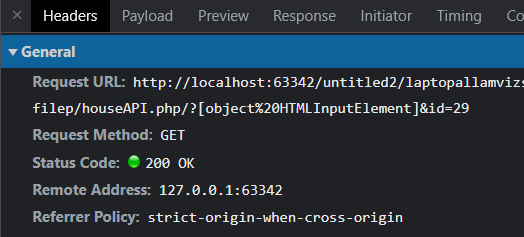 Headers Payload Preview Response Initiator Timing Co
General
Request URL: http://localhost:63342/untitled2/laptopallamvizs
filep/houseAPI.php/?[object%20HTMLInputElement]&id=29
Request Method: GET
Status Code: 200 OK
Remote Address: 127.0.0.1:63342
Referrer Policy: strict-origin-when-cross-origin